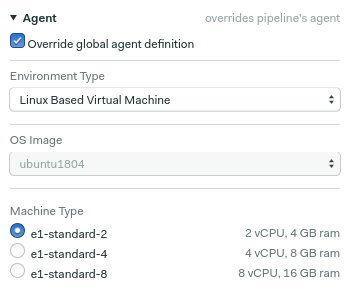 ▼ Agent overrides pipeline's agent
Override global agent definition
Environment Type
Linux Based Virtual Machine
OS Image
ubuntu1804
Machine Type
e1-standard-2 2 vCPU, 4 GB ram
e1-standard-4 4 vCPU, 8 GB ram
e1-standard-8 8 vCPU, 16 GB ram